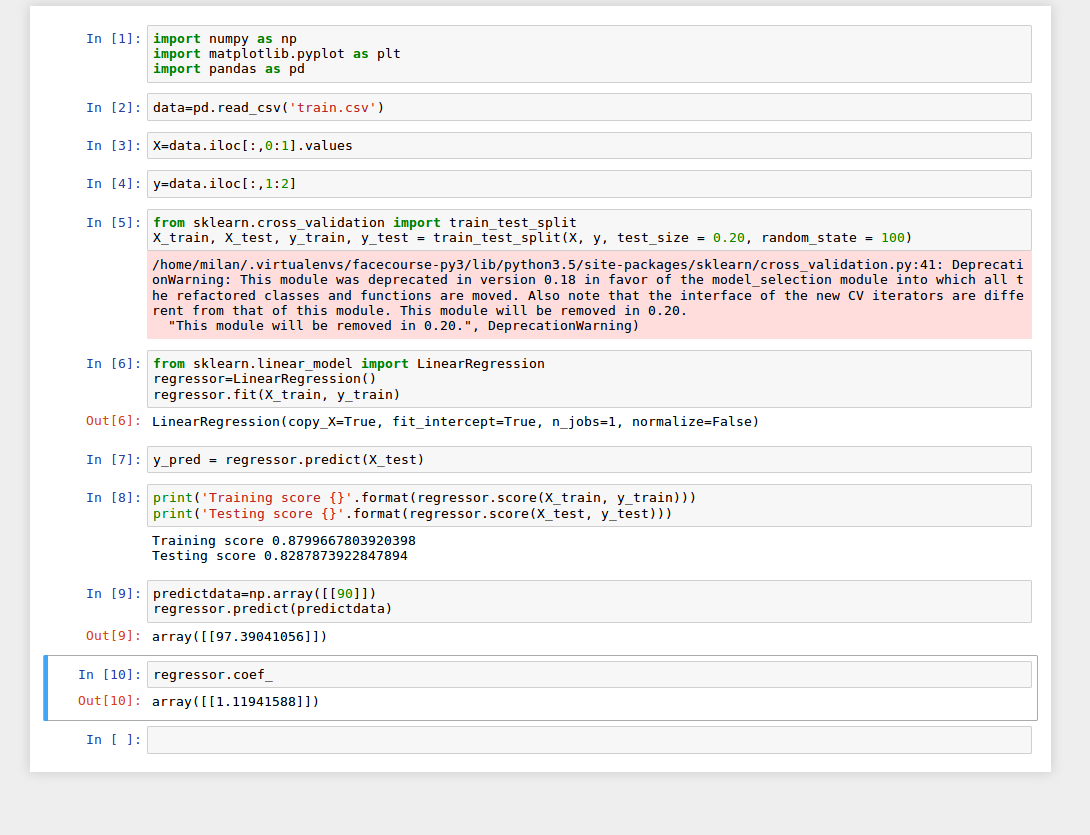 In [1]: import numpy as np
import matplotlib.pyplot as plt
import pandas as pd
In [2]: data=pd.read_csv('train.csv')
In [3]: X=data.iloc[:,0:1].values
In [4]: y=data.iloc[:,1:2]
In [5]: from sklearn.cross_validation import train_test_split
X_train, X_test, y_train, y_test = train_test_split(X, y, test_size = 0.20, random_state = 100)
/home/milan/.virtualenvs/facecourse-py3/lib/python3.5/site-packages/sklearn/cross_validation.py:41: Deprecati
onWarning: This module was deprecated in version 0.18 in favor of the model_selection module into which all t
he refactored classes and functions are moved. Also note that the interface of the new CV iterators are diffe
rent from that of this module. This module will be removed in 0.20.
"This module will be removed in 0.20.", DeprecationWarning)
In [6]: from sklearn.linear_model import LinearRegression
regressor=LinearRegression()
regressor.fit(X_train, y_train)
Out[6]: LinearRegression(copy_X=True, fit_intercept=True, n_jobs=1, normalize=False)
In [7]: y_pred = regressor.predict(X_test)
In [8]: print('Training score {}'.format(regressor.score(X_train, y_train)))
print('Testing score {}'.format(regressor.score(X_test, y_test)))
Training score 0.8799667803920398
Testing score 0.8287873922847894
In [9]: predictdata=np.array([[90]])
regressor.predict(predictdata)
Out[9]: array([[97.39041056]])
In [10]: regressor.coef_
Out[10]: array([[1.11941588]])
In [ ]: